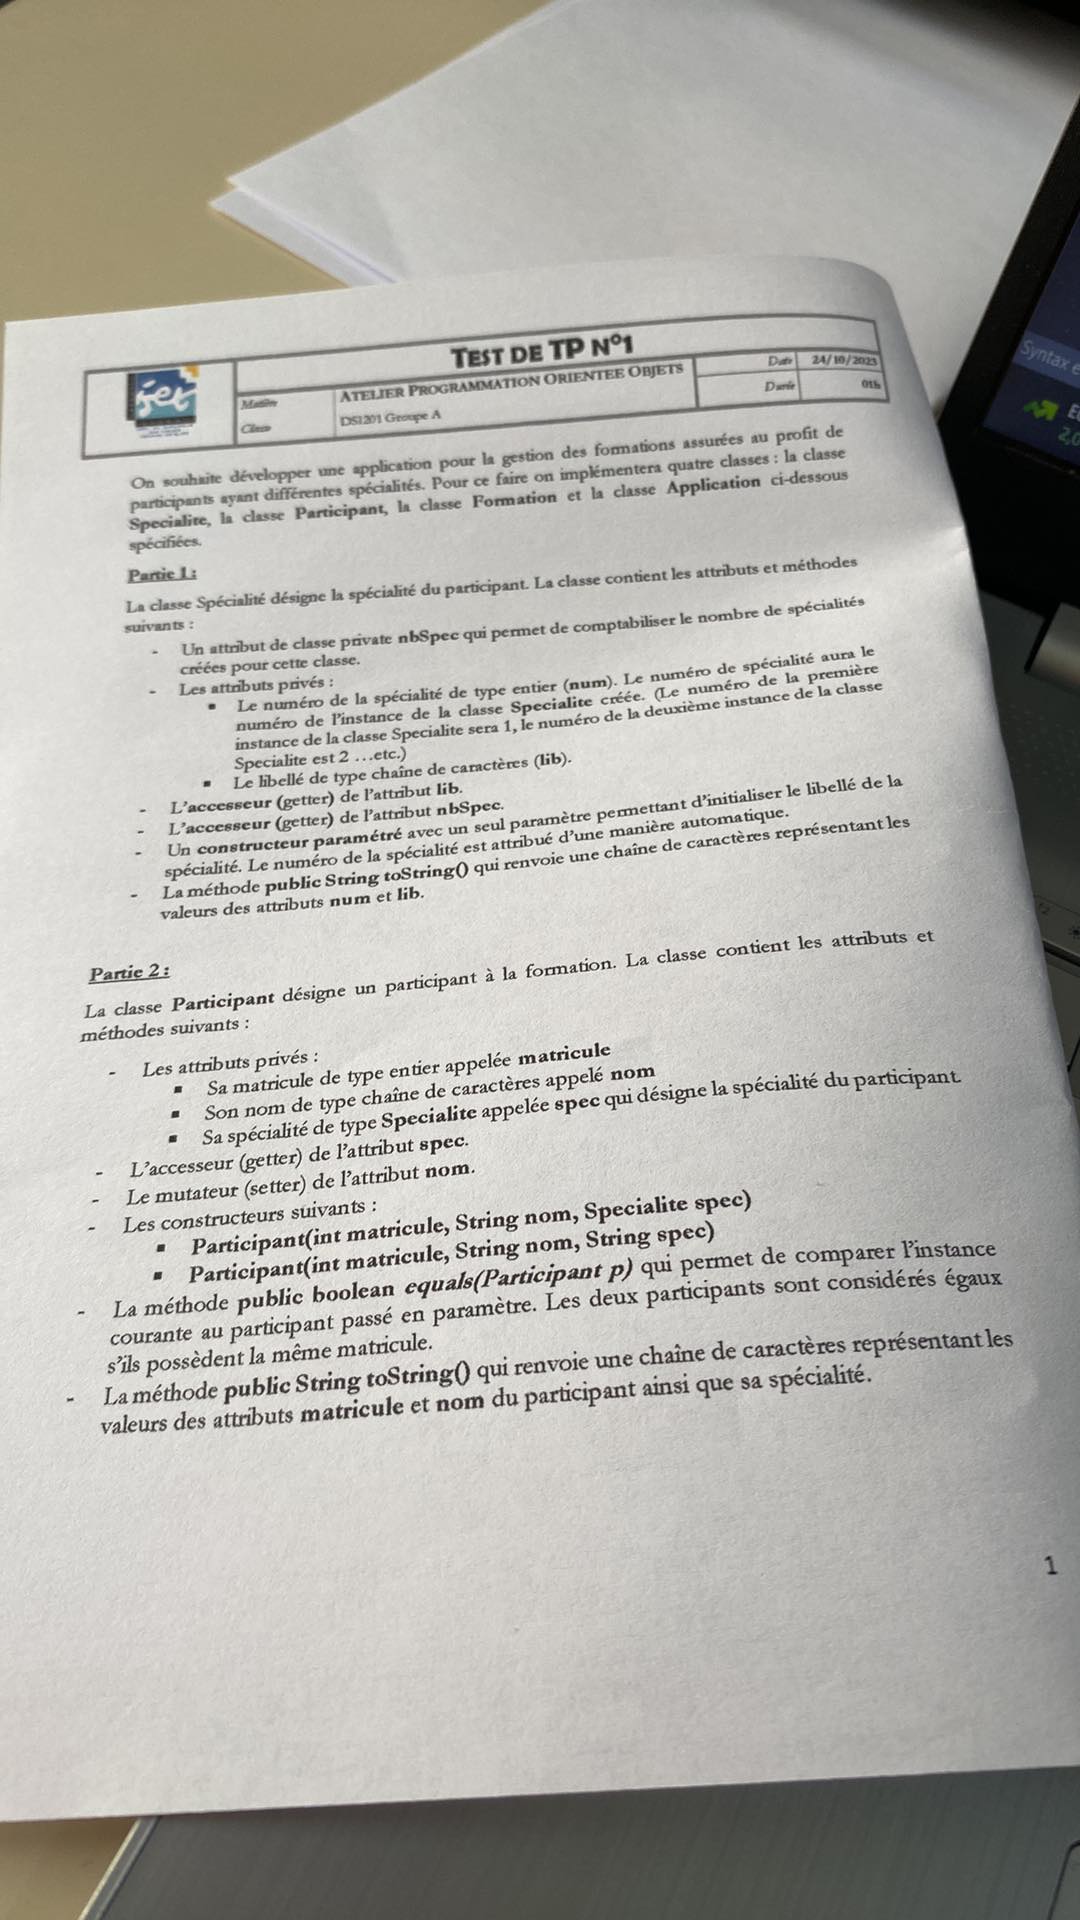 TEST DE TP N°1
iset
Matière
ATELIER PROGRAMMATION ORIENTEE OBJETS
Date
24/10/2023
Classe
DSI201 Groupe A
Durée
01h
On souhaite développer une application pour la gestion des formations assurées au profit de
participants ayant différentes spécialités. Pour ce faire on implémentera quatre classes : la classe
Specialite, la classe Participant, la classe Formation et la classe Application ci-dessous
spécifiées.
Partie 1 :
La classe Spécialité désigne la spécialité du participant. La classe contient les attributs et méthodes
suivants :
- Un attribut de classe private nbSpec qui permet de comptabiliser le nombre de spécialités
créées pour cette classe.
- Les attributs privés :
▪ Le numéro de la spécialité de type entier (num). Le numéro de spécialité aura le
numéro de l'instance de la classe Specialite créée. (Le numéro de la première
instance de la classe Specialite sera 1, le numéro de la deuxième instance de la classe
Specialite est 2 …etc.)
▪ Le libellé de type chaîne de caractères (lib).
- L'accesseur (getter) de l'attribut lib.
- L'accesseur (getter) de l'attribut nbSpec.
- Un constructeur paramétré avec un seul paramètre permettant d'initialiser le libellé de la
spécialité. Le numéro de la spécialité est attribué d'une manière automatique.
- La méthode public String toString() qui renvoie une chaîne de caractères représentant les
valeurs des attributs num et lib.
Partie 2 :
La classe Participant désigne un participant à la formation. La classe contient les attributs et
méthodes suivants :
- Les attributs privés :
▪ Sa matricule de type entier appelée matricule
▪ Son nom de type chaîne de caractères appelé nom
▪ Sa spécialité de type Specialite appelée spec qui désigne la spécialité du participant.
- L'accesseur (getter) de l'attribut spec.
- Le mutateur (setter) de l'attribut nom.
- Les constructeurs suivants :
▪ Participant(int matricule, String nom, Specialite spec)
▪ Participant(int matricule, String nom, String spec)
- La méthode public boolean equals(Participant p) qui permet de comparer l'instance
courante au participant passé en paramètre. Les deux participants sont considérés égaux
s'ils possèdent la même matricule.
- La méthode public String toString() qui renvoie une chaîne de caractères représentant les
valeurs des attributs matricule et nom du participant ainsi que sa spécialité.
1
Syntax
2,0